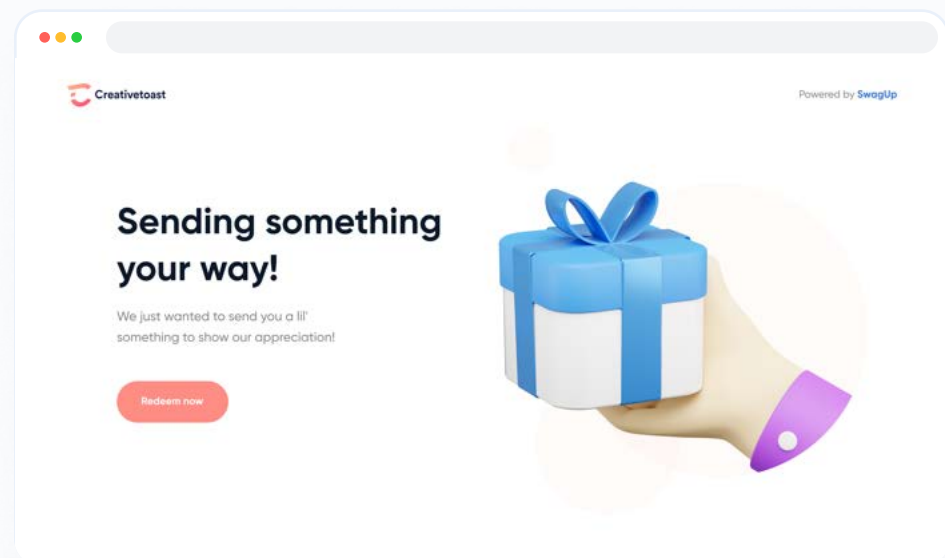 Creativetoast
Powered by SwagUp
Sending something
your way!
We just wanted to send you a lil'
something to show our appreciation!
Redeem now